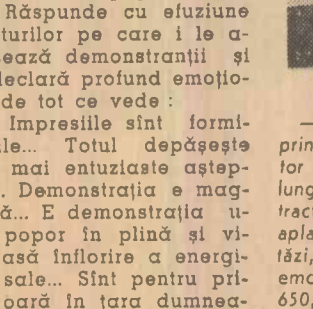 Răspunde cu efuziune
turilor pe care i le a-
ează demonstranții și
declară profund emoțio-
de tot ce vede :
Impresiile sînt formi-
le... Totul depășește
mai entuziaste aștep-
. Demonstrația e mag-
ă... E demonstrația u-
popor în plină și vi-
asă înflorire a energi-
sale... Sînt pentru pri-
oară în țara dumnea-
—
prin
tor
lung
tract
apla
tăzi,
emo
650,